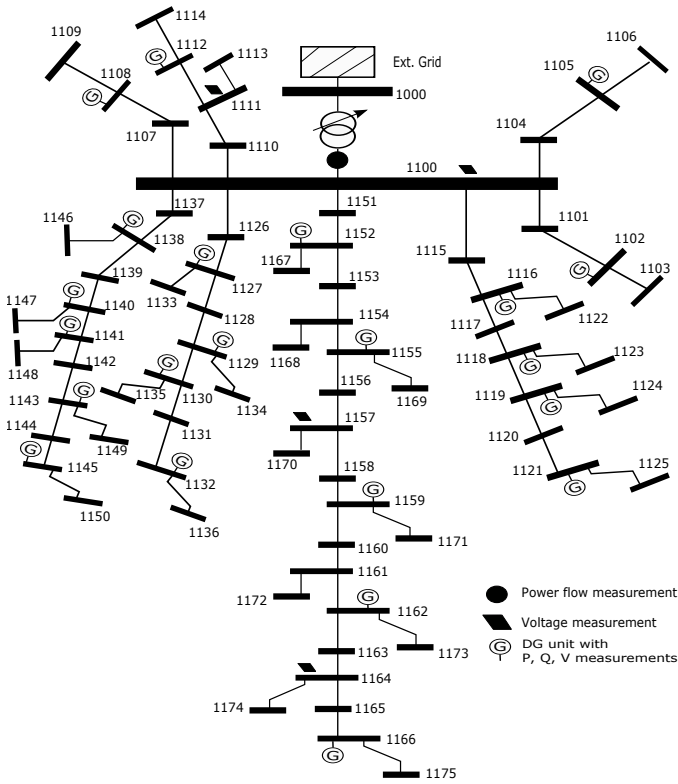 1114
1109
1112
1113
1106
G
1108
Ext. Grid
1105
G
G
1111
1000
1107
1110
1104
1100
1137
1151
1146
G
1126
1101
1138
G
1152
1115
1102
G
1139
1167
1153
1116
G
1103
1133
1127
1147
G
1140
1128
1154
G
1122
G
1141
G
1117
1148
1168
G
1155
1118
1123
1142
1129
G
G
1143
G
1135
1130
1134
1156
1169
1119
1124
G
1144
1149
1131
1157
1120
G
1145
G
1132
1170
1158
1121
1125
1150
1136
G
1159
G
1160
1171
1161
1172
G
1162
Power flow measurement
Voltage measurement
1163
1173
G
DG unit with
P, Q, V measurements
1164
1174
1165
1166
G
1175